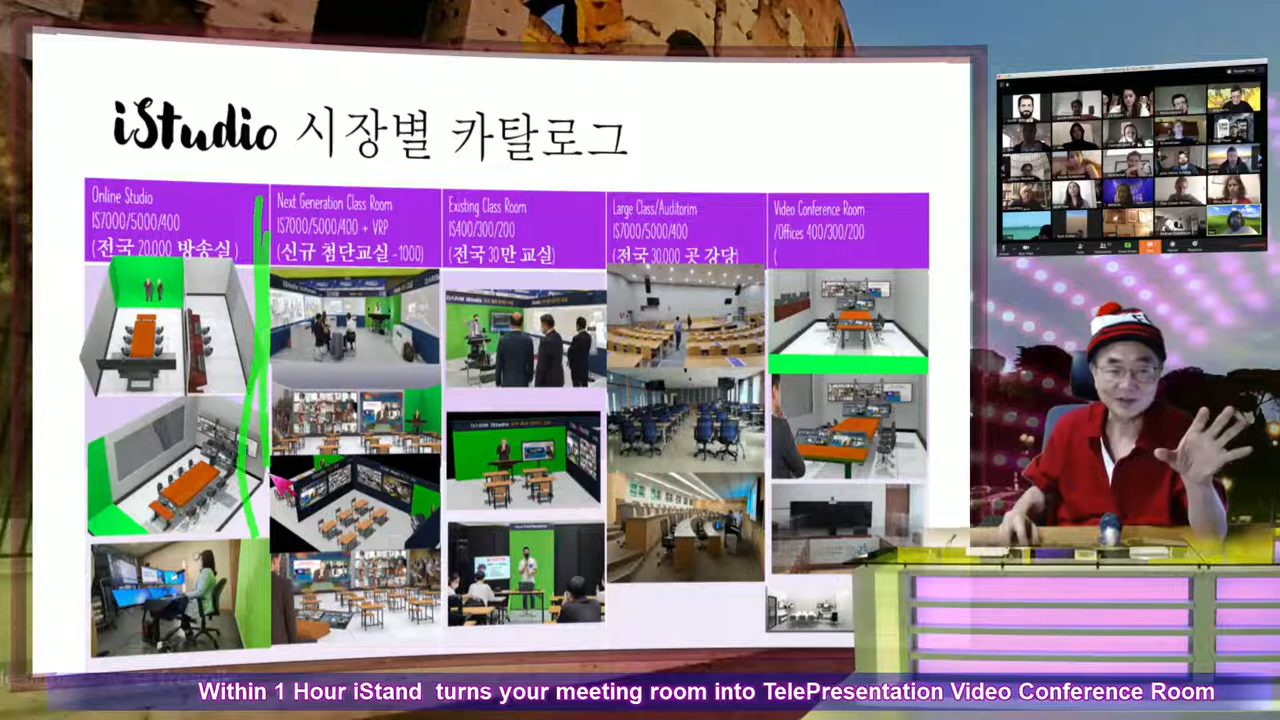 iStudio 시장별 카탈로그
Online Studio
IS7000/5000/400
(전국 20,000 방송실 )
Next Generation Class Room
IS7000/5000/400 + VRP
(신규 첨단교실 -1000)
Existing Class Room
IS400/300/200
(전국 30만 교실)
Large Class/Auditorim
IS7000/5000/400
(전국 30,000 곳 강당)
Video Conference Room
/Offices 400/300/200
(
Within 1 Hour iStand turns your meeting room into TelePresentation Video Conference Room